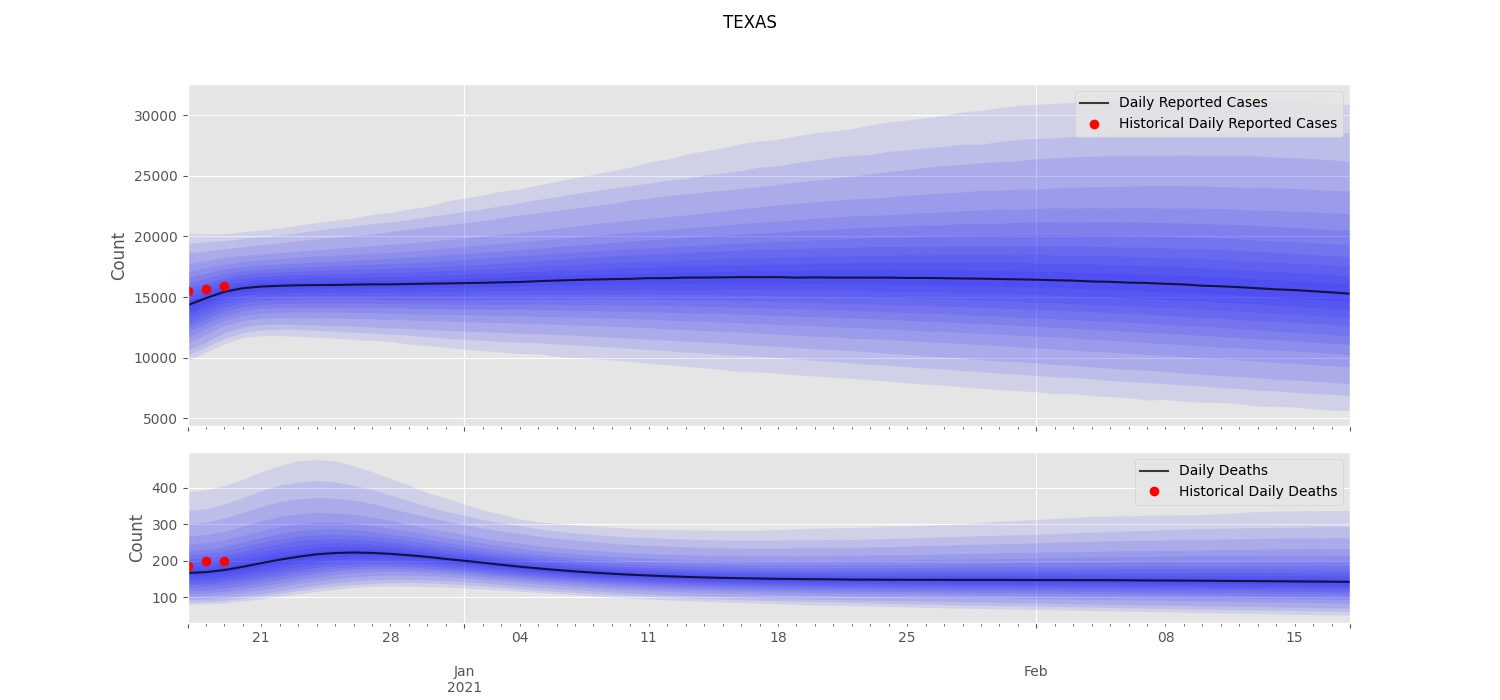 TEXAS
Count
30000
25000
20000
15000
10000
5000
Daily Reported Cases
Historical Daily Reported Cases
Count
400
300
200
100
Daily Deaths
Historical Daily Deaths
21 28 04 11 18 25 08 15
Jan Feb
2021